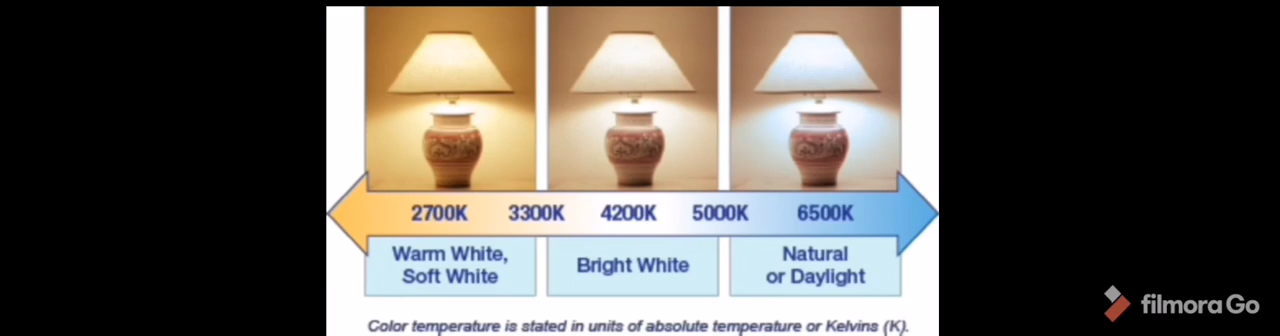 2700K 3300K 4200K 5000K 6500K
Warm White,
Soft White
Bright White
Natural
or Daylight
Color temperature is stated in units of absolute temperature or Kelvins (K).
filmora Go